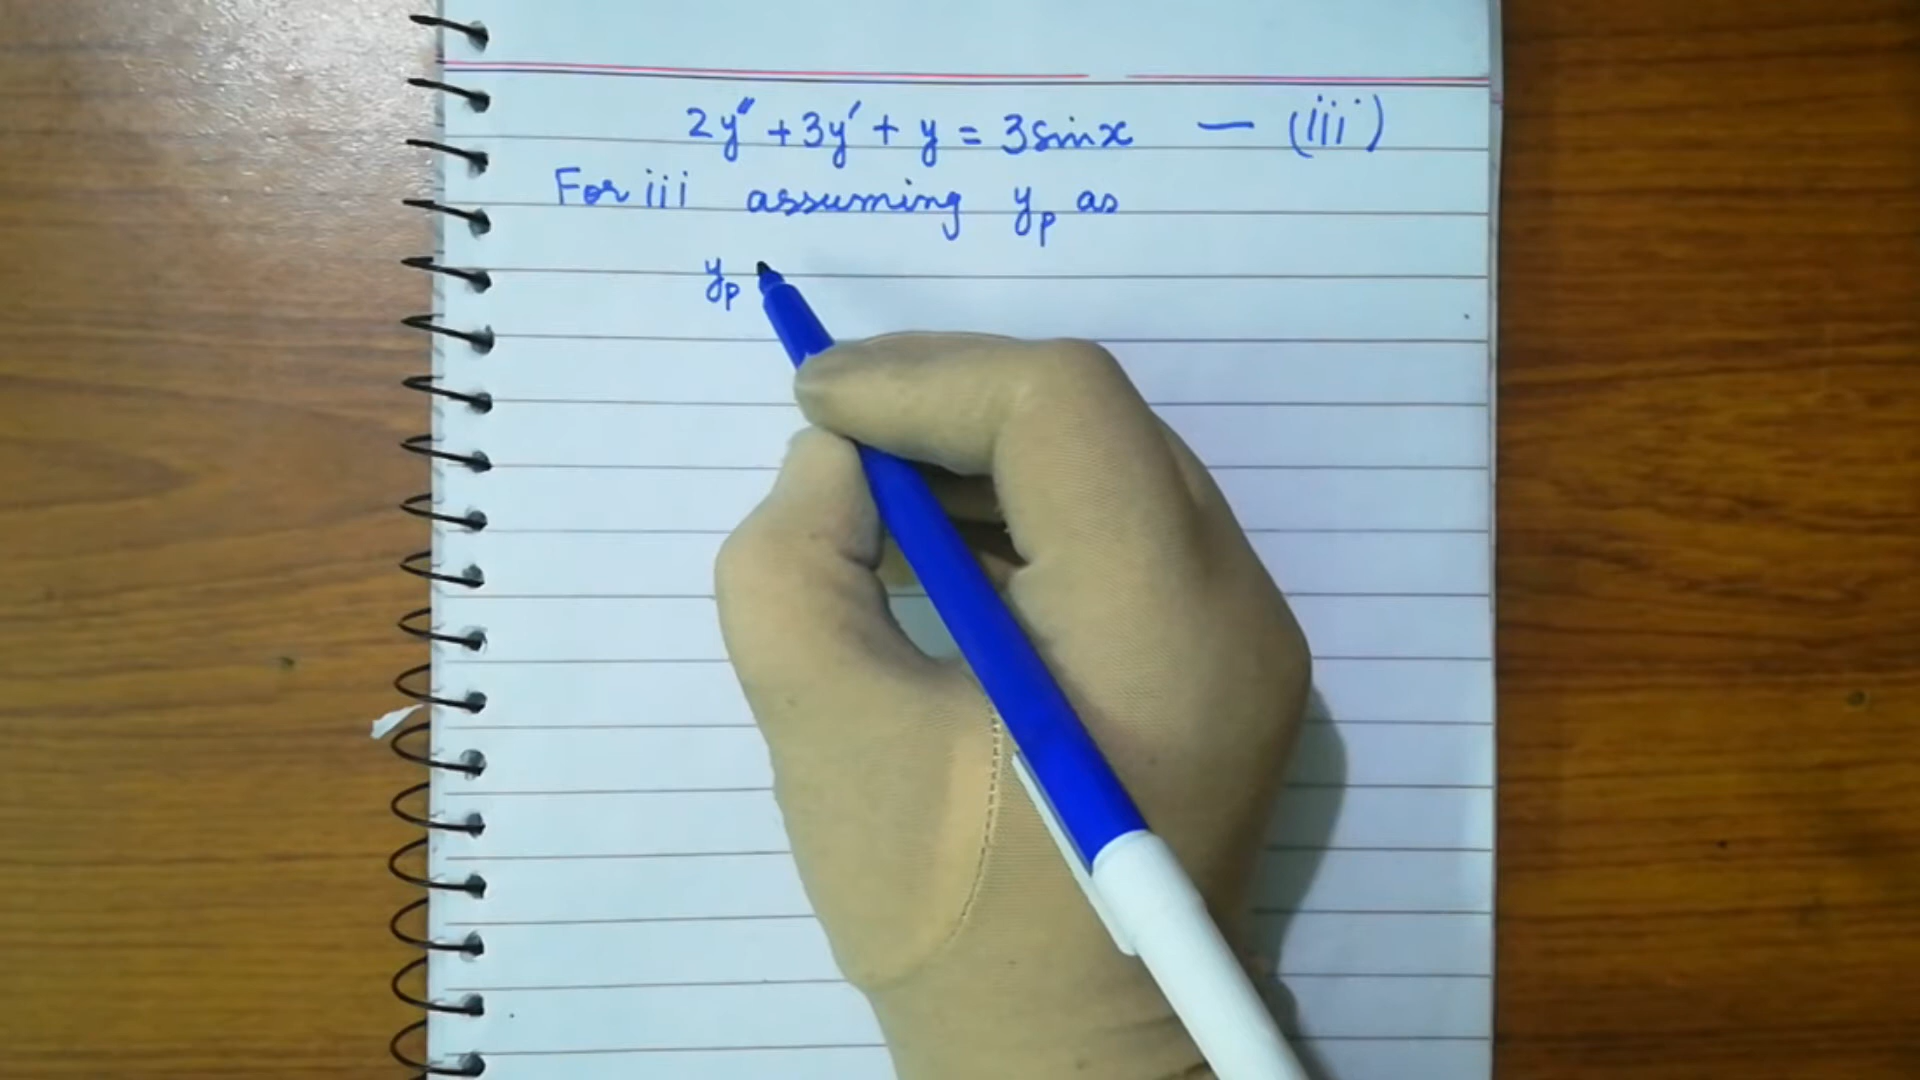 2y″ + 3y′ + y = 3sinx — (iii)
For iii assuming yₚ as
yₚ